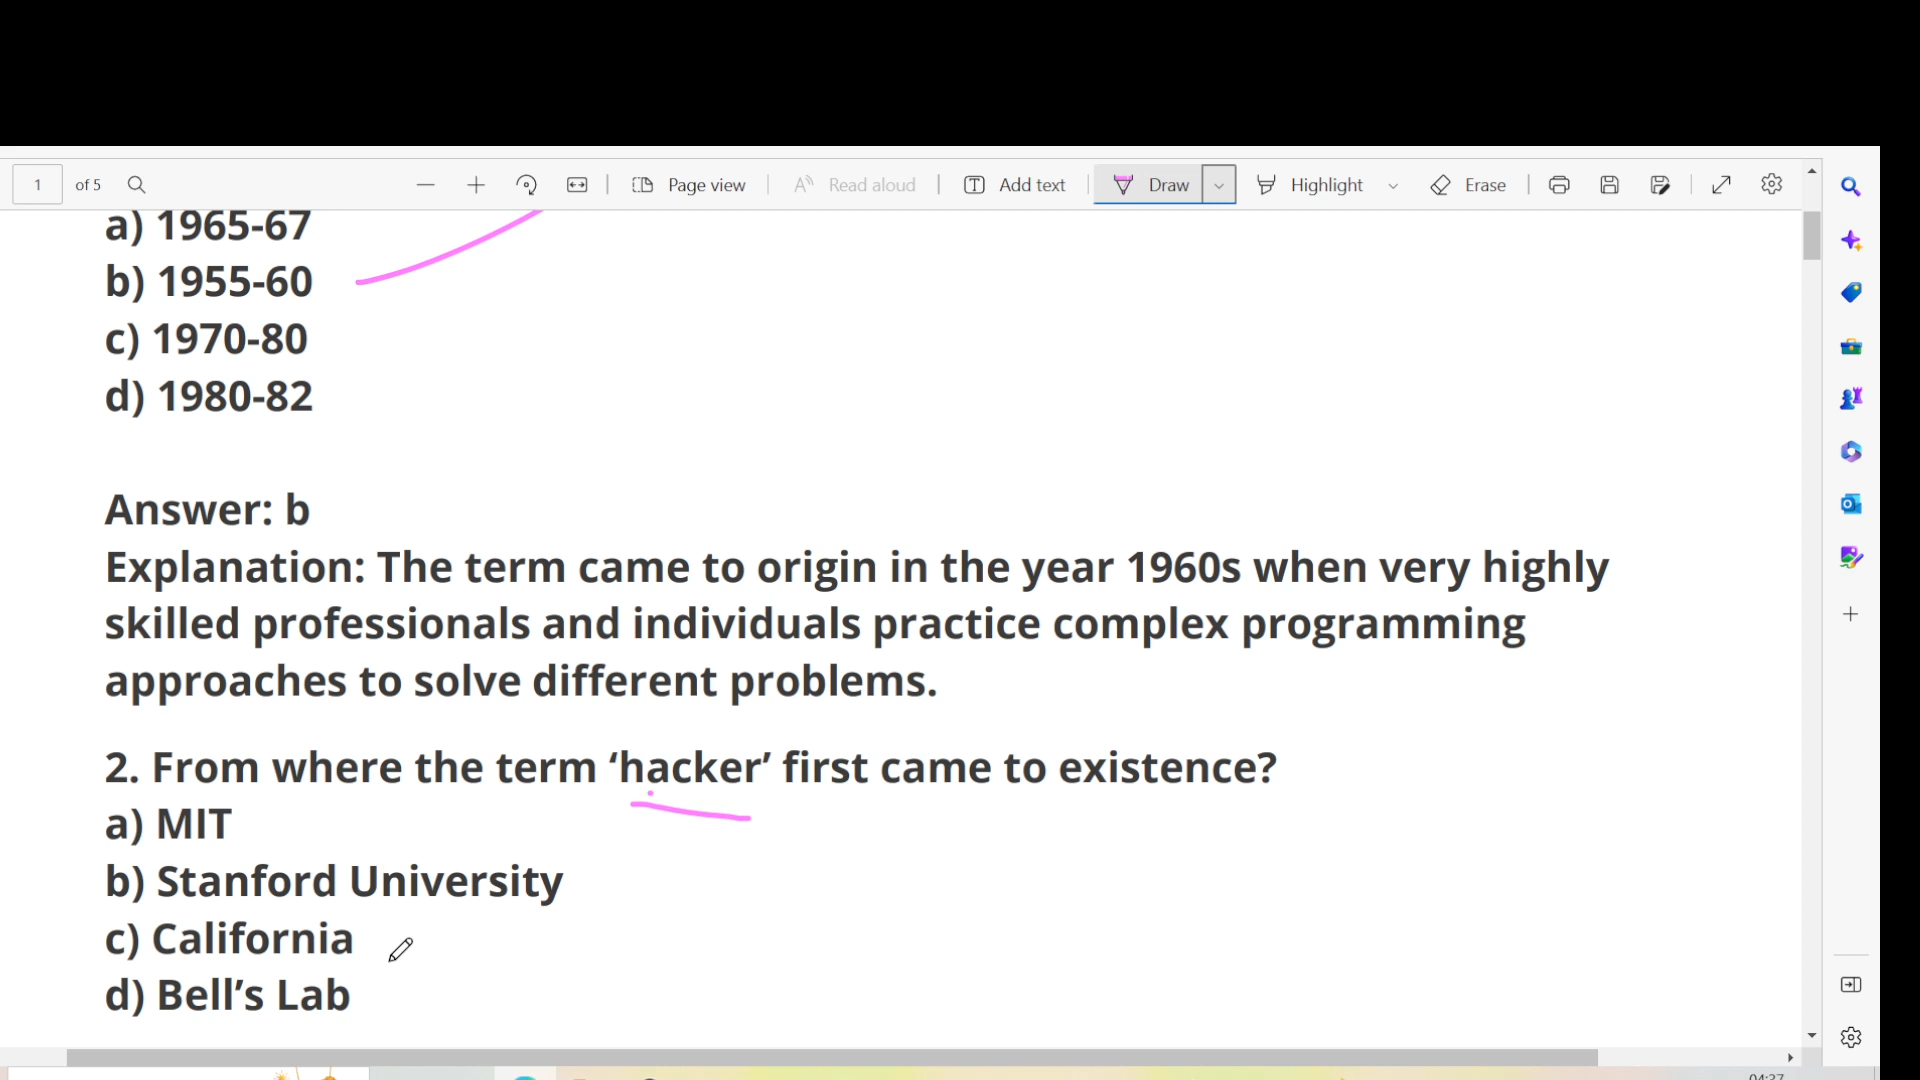 1 of 5 Page view Read aloud Add text Draw Highlight Erase
a) 1965-67
b) 1955-60
c) 1970-80
d) 1980-82
Answer: b
Explanation: The term came to origin in the year 1960s when very highly
skilled professionals and individuals practice complex programming
approaches to solve different problems.
2. From where the term ‘hacker’ first came to existence?
a) MIT
b) Stanford University
c) California
d) Bell’s Lab
04:37